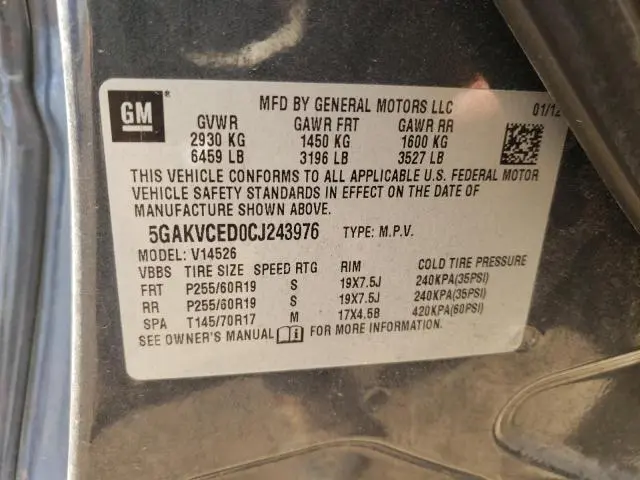 GM
MFD BY GENERAL MOTORS LLC 01/12
GVWR GAWR FRT GAWR RR
2930 KG 1450 KG 1600 KG
6459 LB 3196 LB 3527 LB
THIS VEHICLE CONFORMS TO ALL APPLICABLE U.S. FEDERAL MOTOR
VEHICLE SAFETY STANDARDS IN EFFECT ON THE DATE OF
MANUFACTURE SHOWN ABOVE.
5GAKVCED0CJ243976 TYPE: M.P.V.
MODEL: V14526
VBBS TIRE SIZE SPEED RTG RIM COLD TIRE PRESSURE
FRT P255/60R19 S 19X7.5J 240KPA(35PSI)
RR P255/60R19 S 19X7.5J 240KPA(35PSI)
SPA T145/70R17 M 17X4.5B 420KPA(60PSI)
SEE OWNER'S MANUAL FOR MORE INFORMATION.